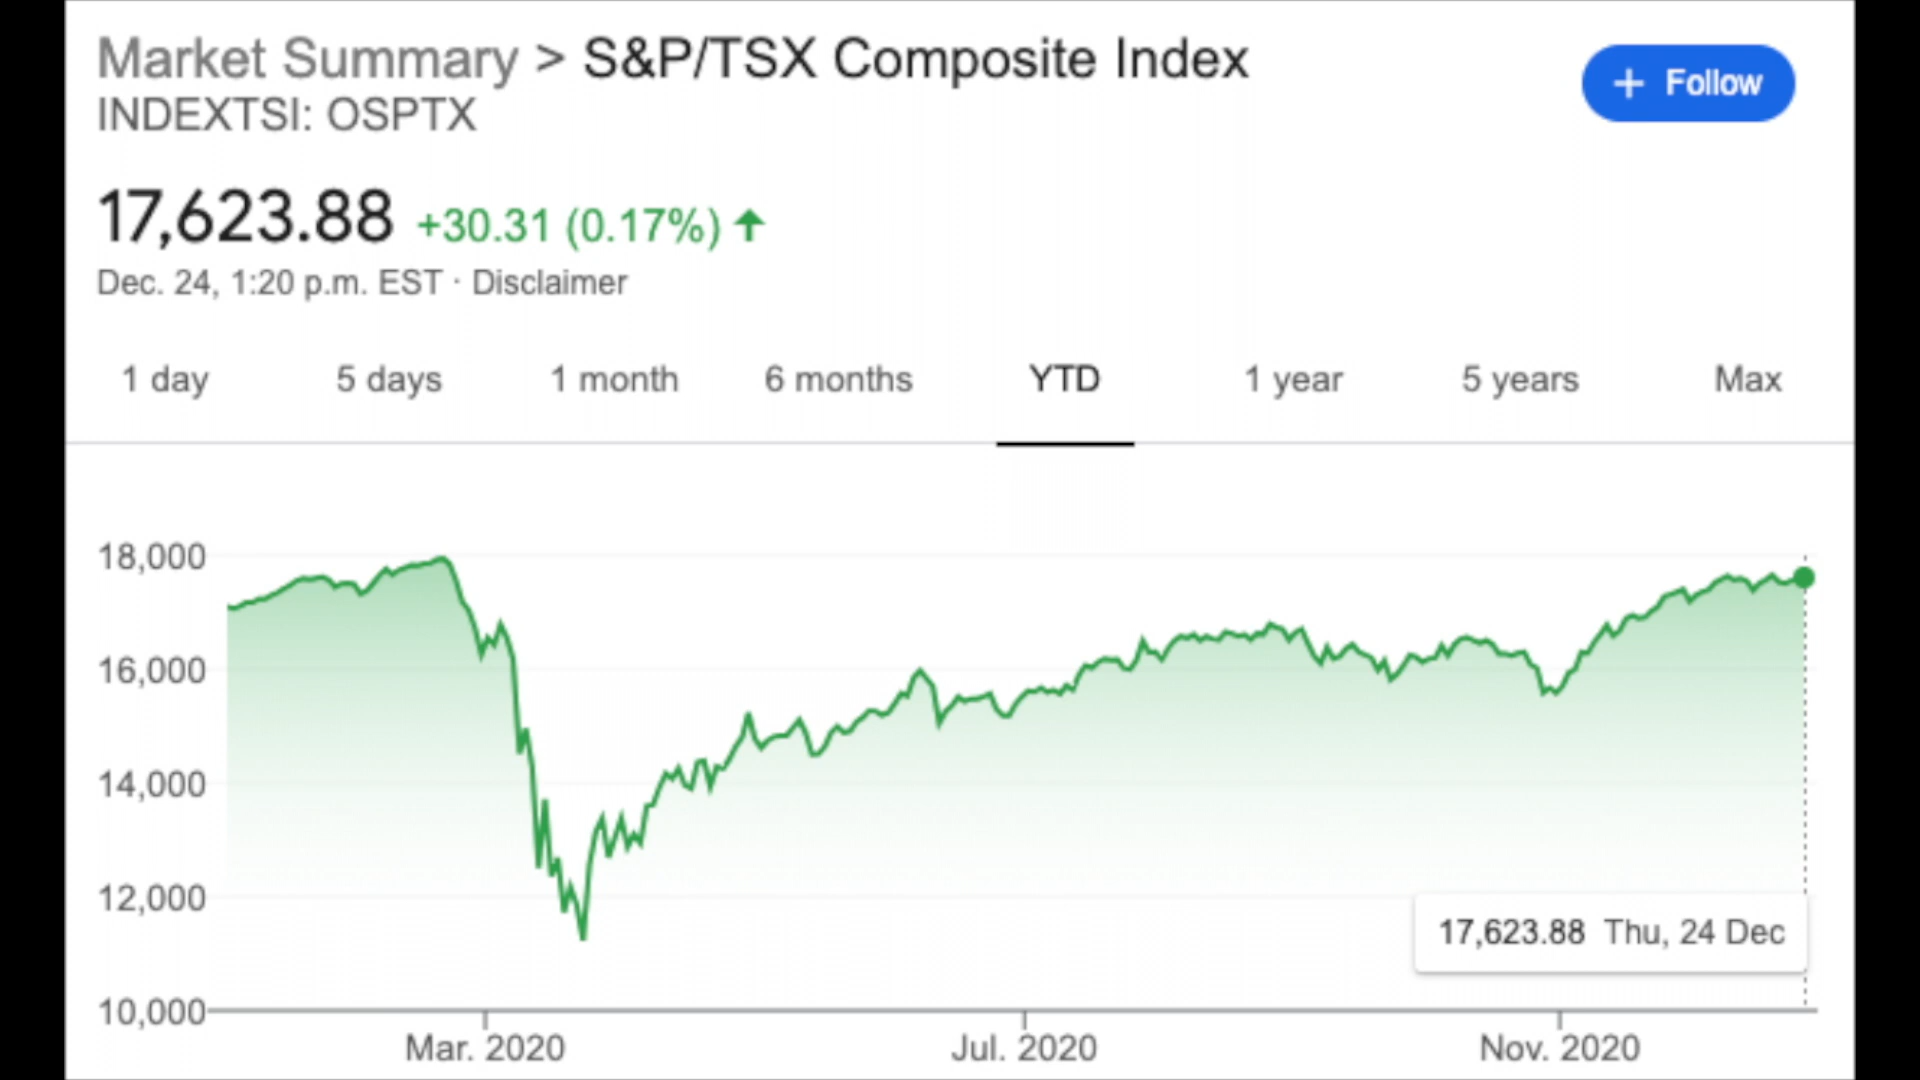 Market Summary > S&P/TSX Composite Index
INDEXTSI: OSPTX
+ Follow
17,623.88 +30.31 (0.17%) ↑
Dec. 24, 1:20 p.m. EST · Disclaimer
1 day 5 days 1 month 6 months YTD 1 year 5 years Max
18,000
16,000
14,000
12,000
10,000
17,623.88 Thu, 24 Dec
Mar. 2020 Jul. 2020 Nov. 2020